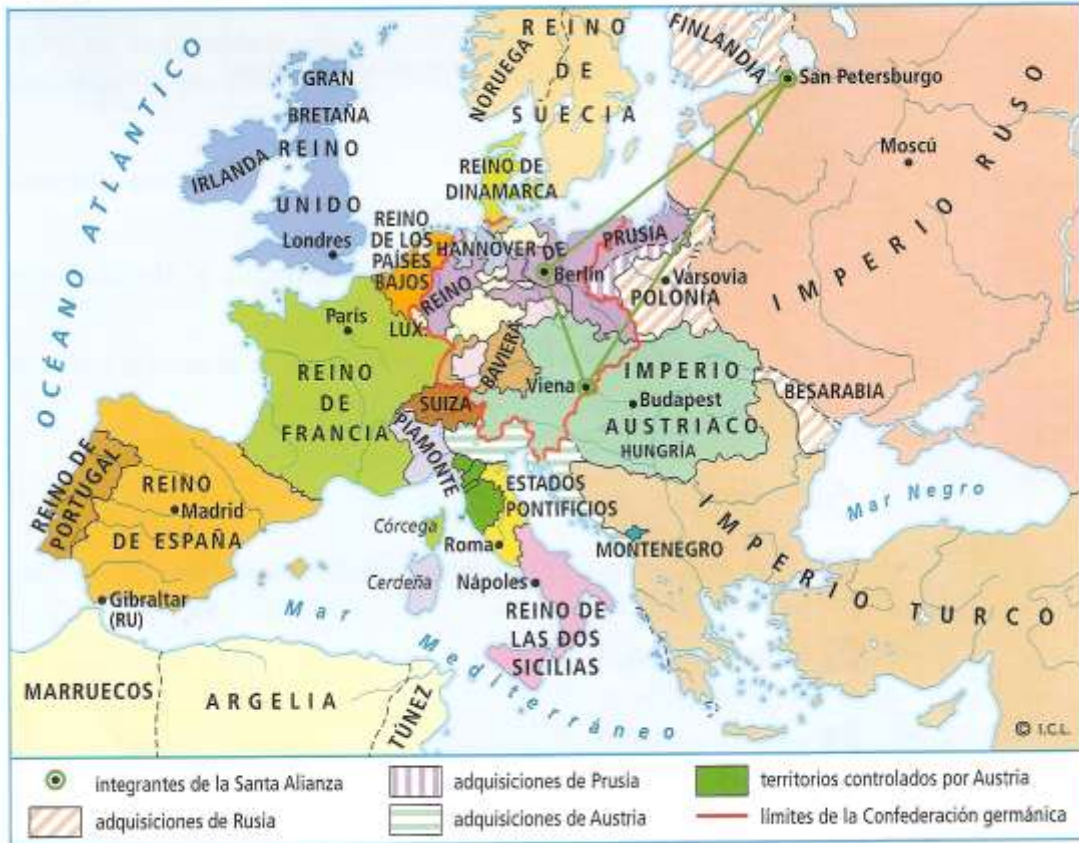 OCÉANO ATLÁNTICO
GRAN
BRETAÑA
REINO
UNIDO
IRLANDA
Londres
NORUEGA
REINO
DE
SUECIA
FINLANDIA
San Petersburgo
Moscú
IMPERIO RUSO
REINO DE
DINAMARCA
REINO
DE LOS
PAÍSES
BAJOS
HANNOVER
REINO
DE
PRUSIA
Berlín
Varsovia
POLONIA
LUX.
París
REINO
DE
FRANCIA
BAVIERA
Viena
IMPERIO
Budapest
AUSTRIACO
HUNGRÍA
BESARABIA
SUIZA
PIAMONTE
ESTADOS
PONTIFICIOS
MONTENEGRO
Mar Negro
IMPERIO TURCO
REINO DE
PORTUGAL
REINO
Madrid
DE ESPAÑA
Gibraltar
(RU)
Córcega
Cerdeña
Roma
Nápoles
REINO DE
LAS DOS
SICILIAS
Mar Mediterráneo
MARRUECOS
ARGELIA
TÚNEZ
© I.C.L.
integrantes de la Santa Alianza
adquisiciones de Prusia
territorios controlados por Austria
adquisiciones de Rusia
adquisiciones de Austria
límites de la Confederación germánica